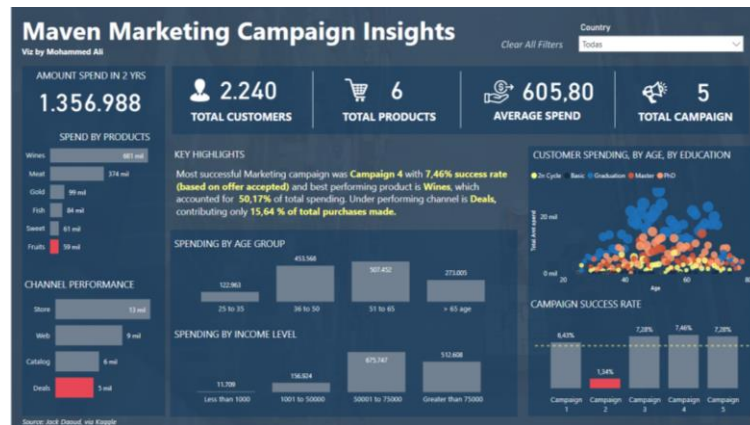 Maven Marketing Campaign Insights
Viz by Mohammed Ali
Clear All Filters
Country
Todas
AMOUNT SPEND IN 2 YRS
1.356.988
2.240
TOTAL CUSTOMERS
6
TOTAL PRODUCTS
605,80
AVERAGE SPEND
5
TOTAL CAMPAIGN
SPEND BY PRODUCTS
Wines 681 mil
Meat 374 mil
Gold 99 mil
Fish 84 mil
Sweet 61 mil
Fruits 59 mil
CHANNEL PERFORMANCE
Store 13 mil
Web 9 mil
Catalog 6 mil
Deals 5 mil
KEY HIGHLIGHTS
Most successful Marketing campaign was Campaign 4 with 7,46% success rate
(based on offer accepted) and best performing product is Wines, which
accounted for 50,17% of total spending. Under performing channel is Deals,
contributing only 15,64 % of total purchases made.
SPENDING BY AGE GROUP
122.963
453.568
507.452
273.005
25 to 35
36 to 50
51 to 65
> 65 age
SPENDING BY INCOME LEVEL
11.709
156.924
675.747
512.608
Less than 1000
1001 to 50000
50001 to 75000
Greater than 75000
CUSTOMER SPENDING, BY AGE, BY EDUCATION
2n Cycle Basic Graduation Master PhD
Total Amt spend
20 mil
0 mil
20
40
60
80
Age
CAMPAIGN SUCCESS RATE
6,43%
1,34%
7,28%
7,46%
7,28%
Campaign 1
Campaign 2
Campaign 3
Campaign 4
Campaign 5
Source: Jack Daoud, via Kaggle